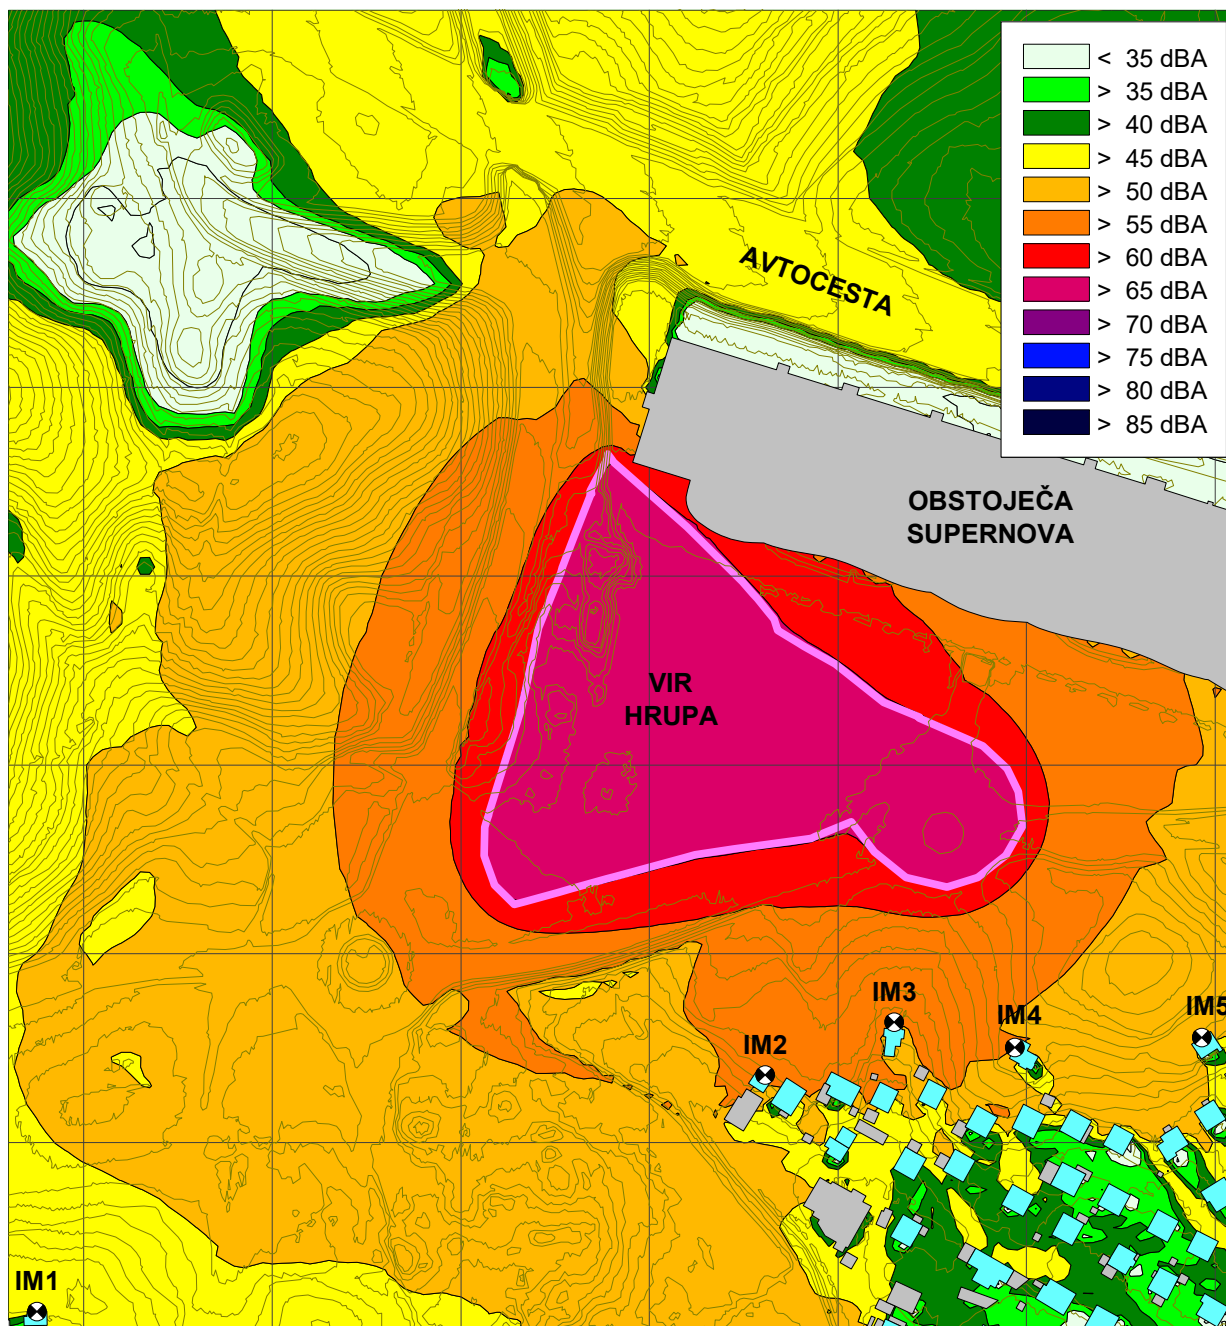 < 35 dBA
> 35 dBA
> 40 dBA
> 45 dBA
> 50 dBA
> 55 dBA
> 60 dBA
> 65 dBA
> 70 dBA
> 75 dBA
> 80 dBA
> 85 dBA
AVTOCESTA
OBSTOJEČA
SUPERNOVA
VIR
HRUPA
IM3
IM5
IM4
IM2
IM1